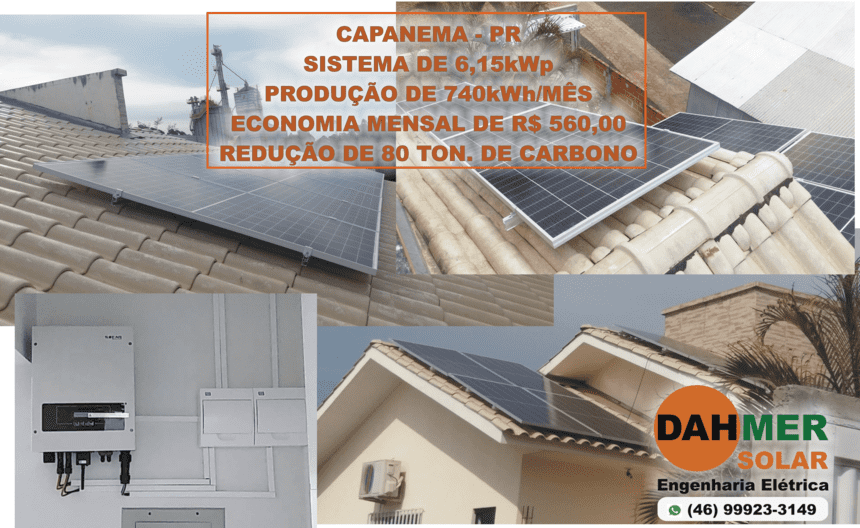 CAPANEMA - PR
SISTEMA DE 6,15kWp
PRODUÇÃO DE 740kWh/MÊS
ECONOMIA MENSAL DE R$ 560,00
REDUÇÃO DE 80 TON. DE CARBONO
DAHMER
SOLAR
Engenharia Elétrica
(46) 99923-3149